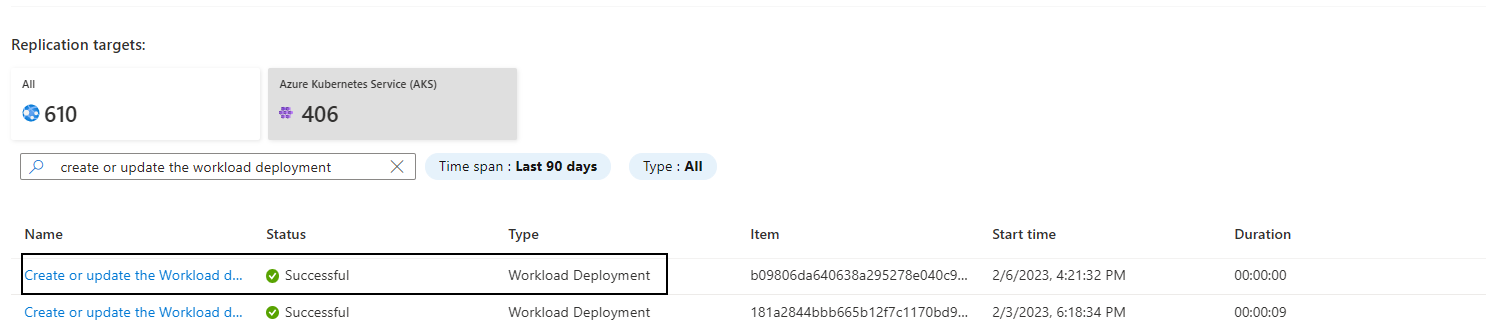 Replication targets:
All
610
Azure Kubernetes Service (AKS)
406
create or update the workload deployment
Time span : Last 90 days
Type : All
Name Status Type Item Start time Duration
Create or update the Workload d... Successful Workload Deployment b09806da640638a295278e040c9... 2/6/2023, 4:21:32 PM 00:00:00
Create or update the Workload d... Successful Workload Deployment 181a2844bbb665b12f7c1170bd9... 2/3/2023, 6:18:34 PM 00:00:09